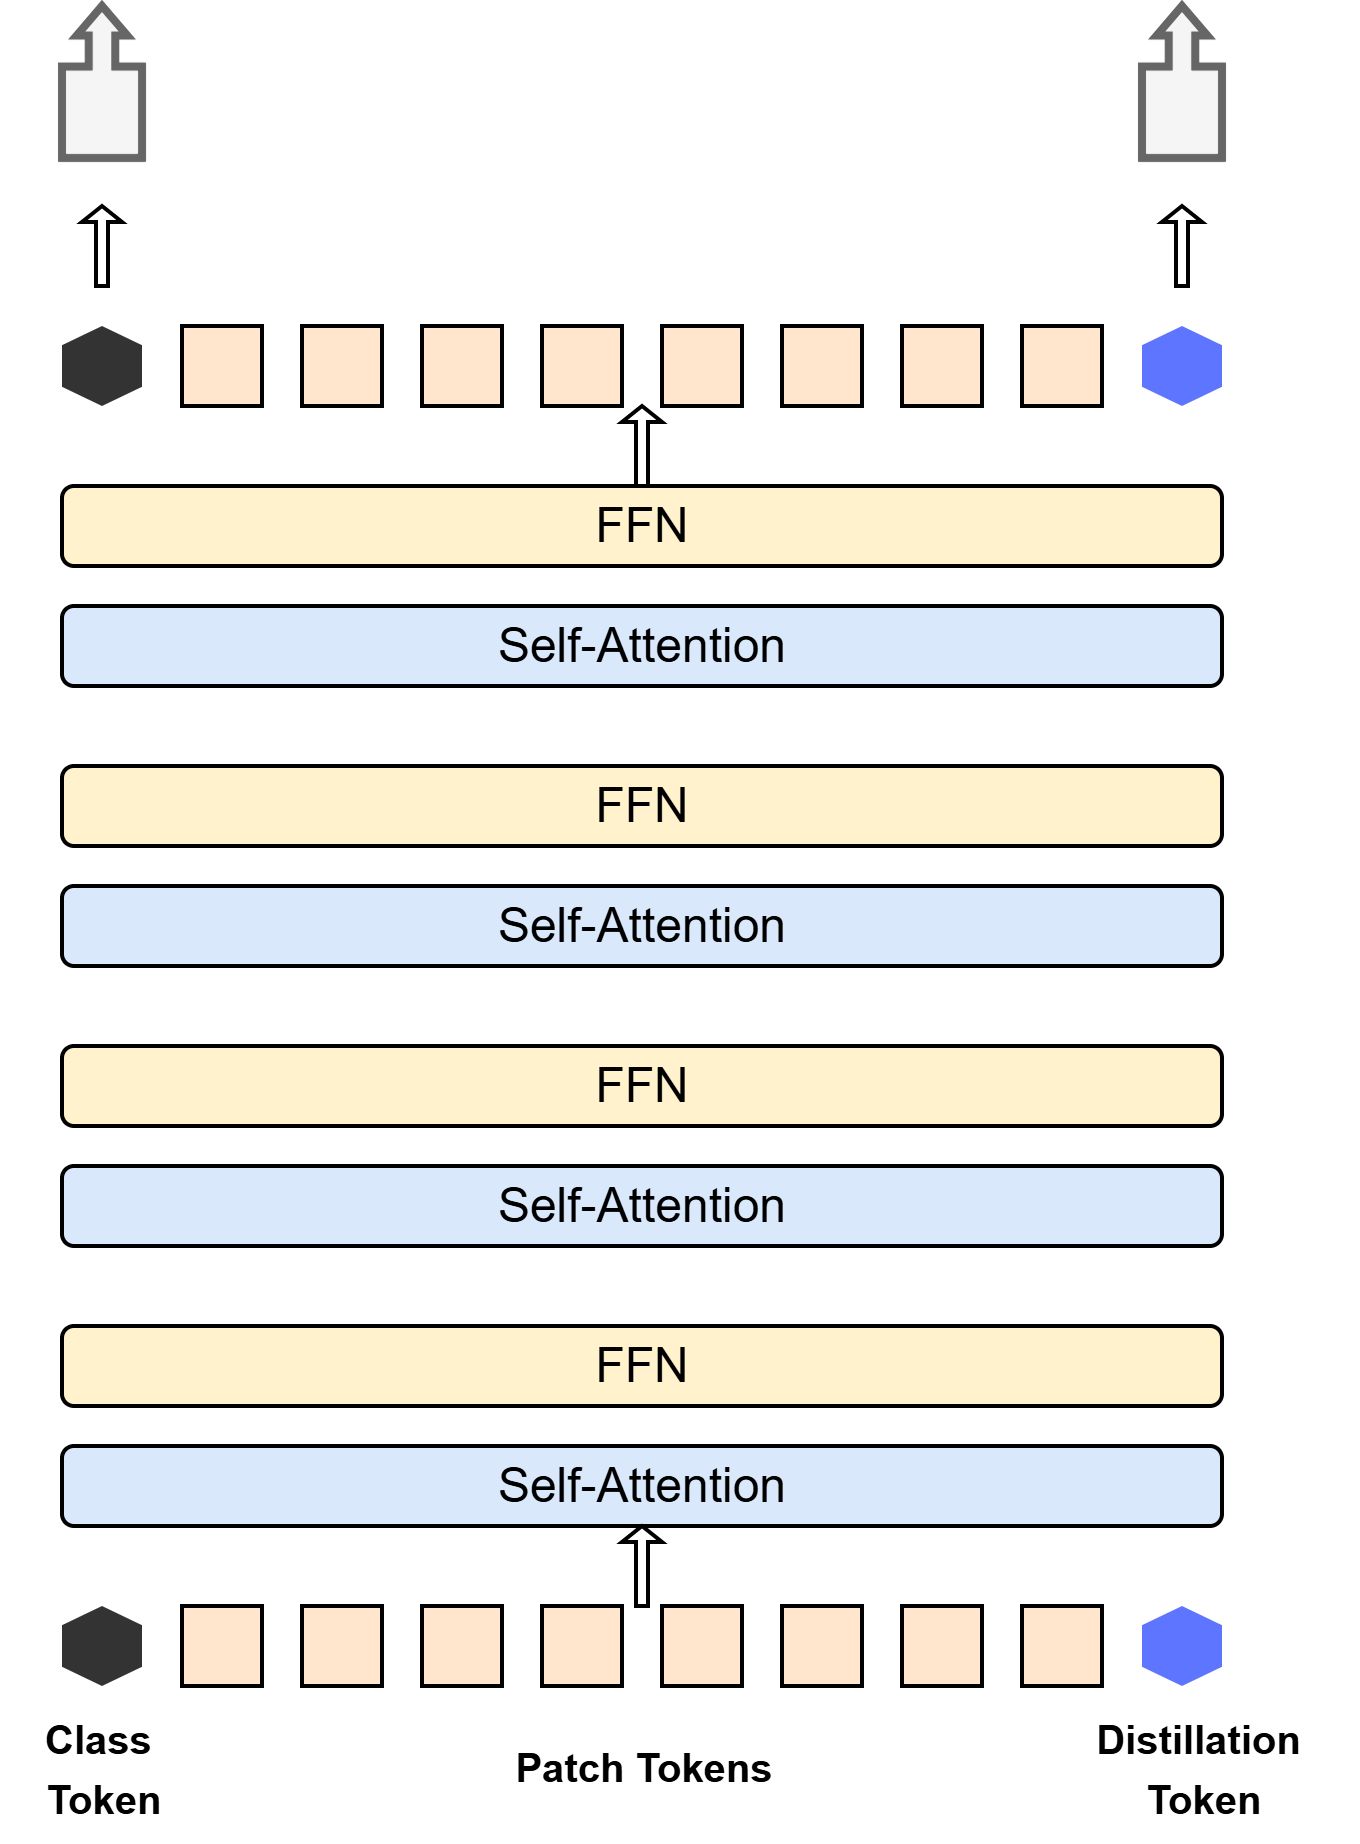 FFN
Self-Attention
FFN
Self-Attention
FFN
Self-Attention
FFN
Self-Attention
Class
Token
Patch Tokens
Distillation
Token